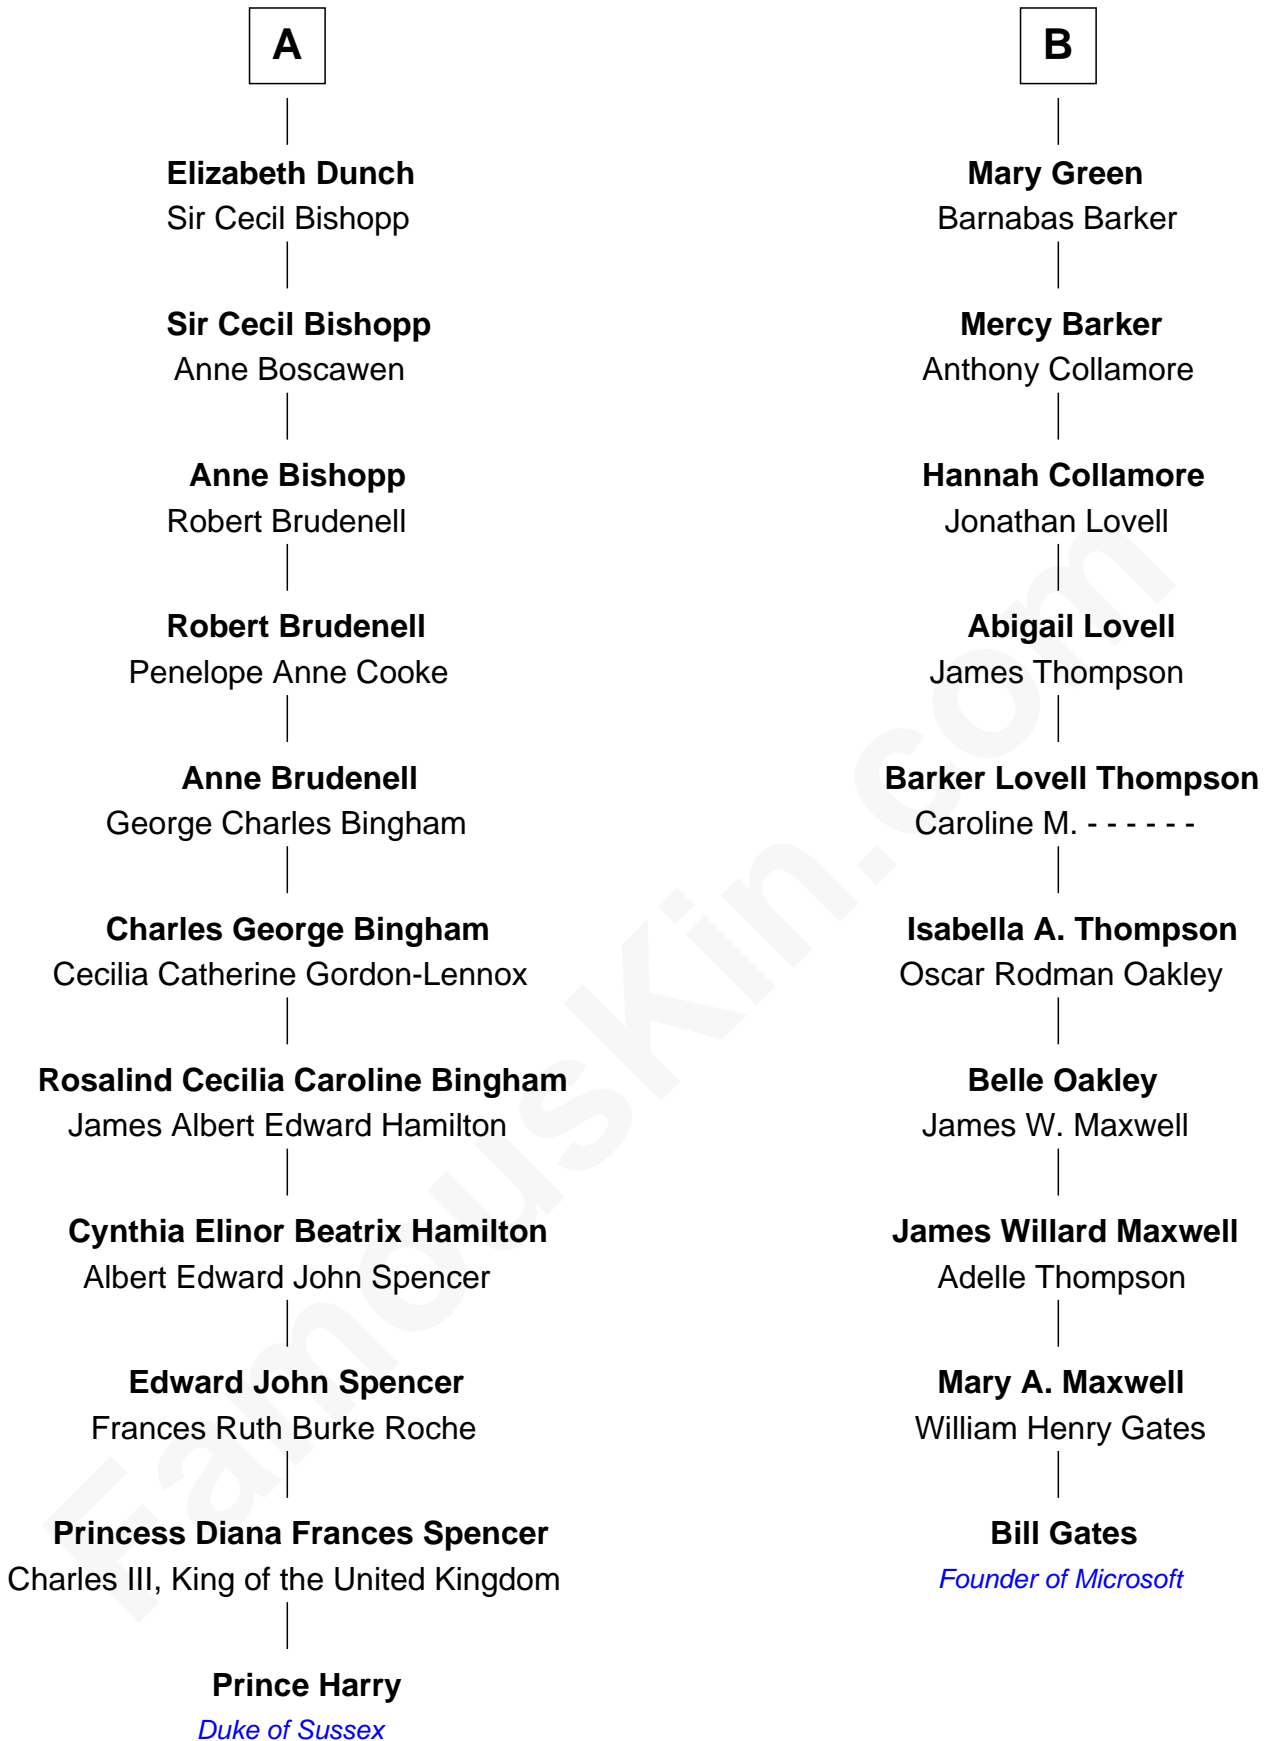 A
Elizabeth Dunch
Sir Cecil Bishopp
Sir Cecil Bishopp
Anne Boscawen
Anne Bishopp
Robert Brudenell
Robert Brudenell
Penelope Anne Cooke
Anne Brudenell
George Charles Bingham
Charles George Bingham
Cecilia Catherine Gordon-Lennox
Rosalind Cecilia Caroline Bingham
James Albert Edward Hamilton
Cynthia Elinor Beatrix Hamilton
Albert Edward John Spencer
Edward John Spencer
Frances Ruth Burke Roche
Princess Diana Frances Spencer
Charles III, King of the United Kingdom
Prince Harry
Duke of Sussex
B
Mary Green
Barnabas Barker
Mercy Barker
Anthony Collamore
Hannah Collamore
Jonathan Lovell
Abigail Lovell
James Thompson
Barker Lovell Thompson
Caroline M. - - - - - -
Isabella A. Thompson
Oscar Rodman Oakley
Belle Oakley
James W. Maxwell
James Willard Maxwell
Adelle Thompson
Mary A. Maxwell
William Henry Gates
Bill Gates
Founder of Microsoft
FamousKin.com